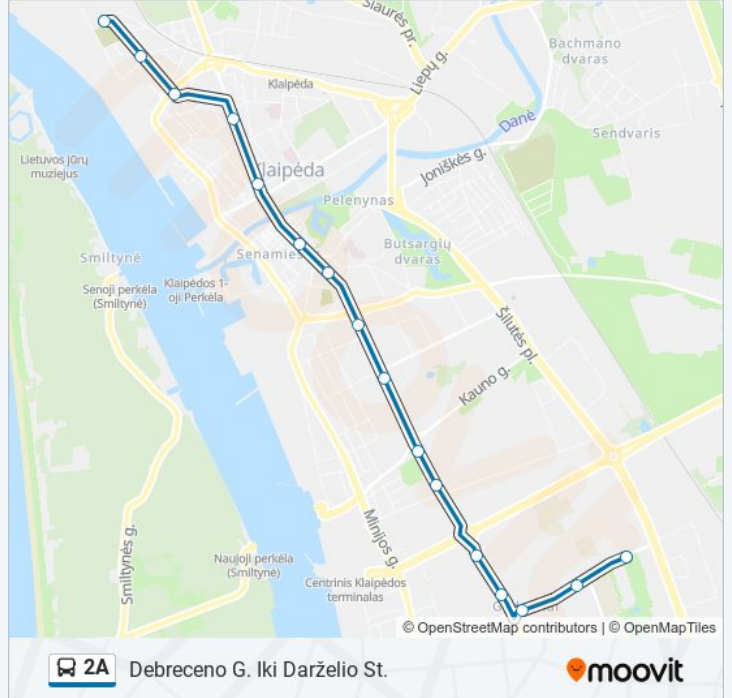 Šiaurės pr.
Liepų g.
Bachmano
dvaras
Klaipėda
Danė
Sendvaris
Lietuvos jūrų
muziejus
Joniškės g.
Klaipėda
Pelenynas
Butsargių
dvaras
Smiltynė
Senamies
Klaipėdos 1-
oji Perkėla
Senoji perkėla
(Smiltynė)
Šilutės pl.
Kauno g.
Minijos g.
Smiltynės g.
Naujoji perkėla
(Smiltynė)
Centrinis Klaipėdos
terminalas
© OpenStreetMap contributors | © OpenMapTiles
2A Debreceno G. Iki Darželio St. moovit